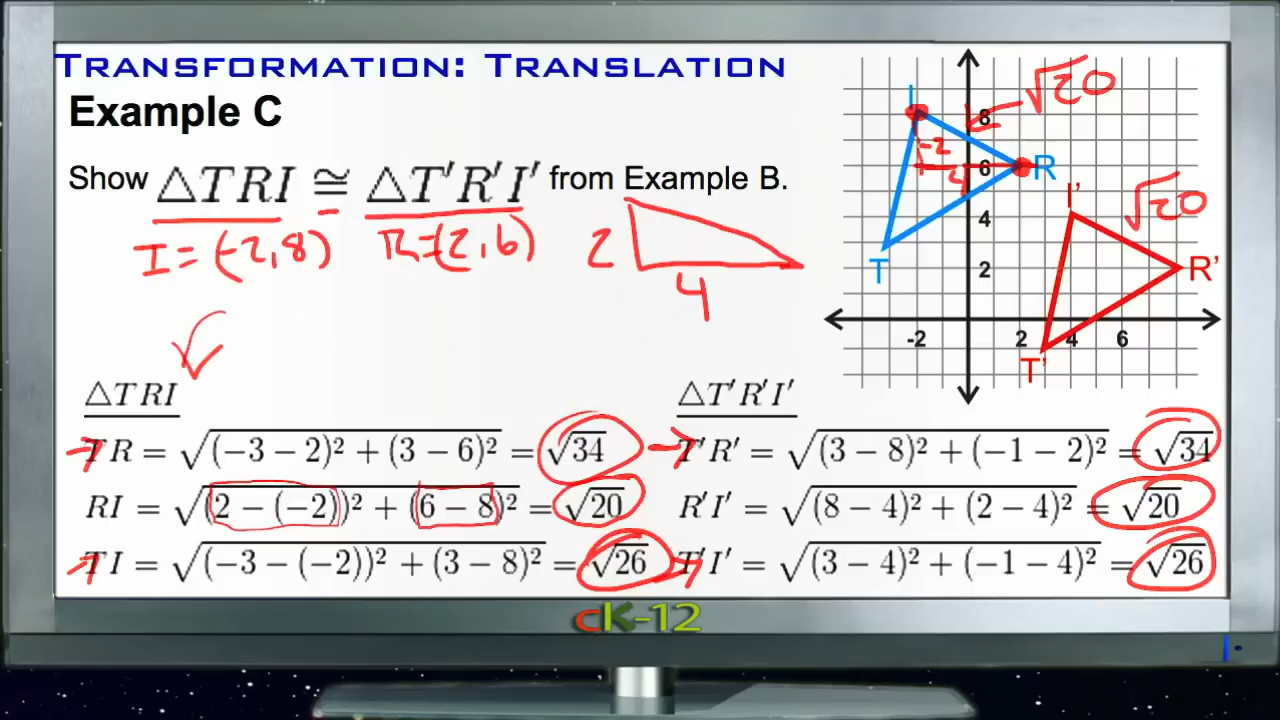 TRANSFORMATION: TRANSLATION
Example C
Show △TRI ≅ △T′R′I′ from Example B.
I = (-2,8) R=(2,6)
2
4
√20
I
8
-2
6
R
4
4
I'
√20
T
2
R'
-2
2
4
6
T'
△TRI
TR = √(-3 - 2)² + (3 - 6)² = √34
RI = √(2 - (-2))² + (6 - 8)² = √20
TI = √(-3 - (-2))² + (3 - 8)² = √26
△T′R′I′
T′R′ = √(3 - 8)² + (-1 - 2)² = √34
R′I′ = √(8 - 4)² + (2 - 4)² = √20
T′I′ = √(3 - 4)² + (-1 - 4)² = √26
cK-12